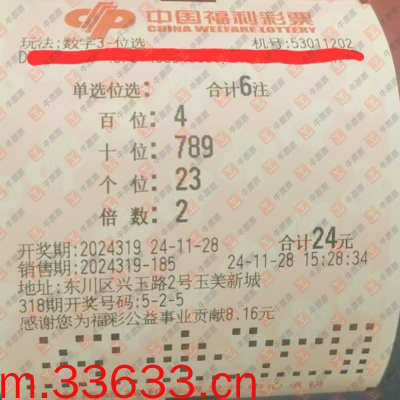 中国福利彩票
CHINA WELFARE LOTTERY
玩法:数字3-位选 机号:53011202
单选位选: 合计6注
百位:4
十位:789
个位:23
倍数:2
开奖期:2024319 24-11-28 合计24元
销售期:2024319-185 24-11-28 15:28:34
地址:东川区兴玉路2号玉美新城
318期开奖号码:5-2-5
感谢您为福彩公益事业贡献8.16元
m.33633.cn